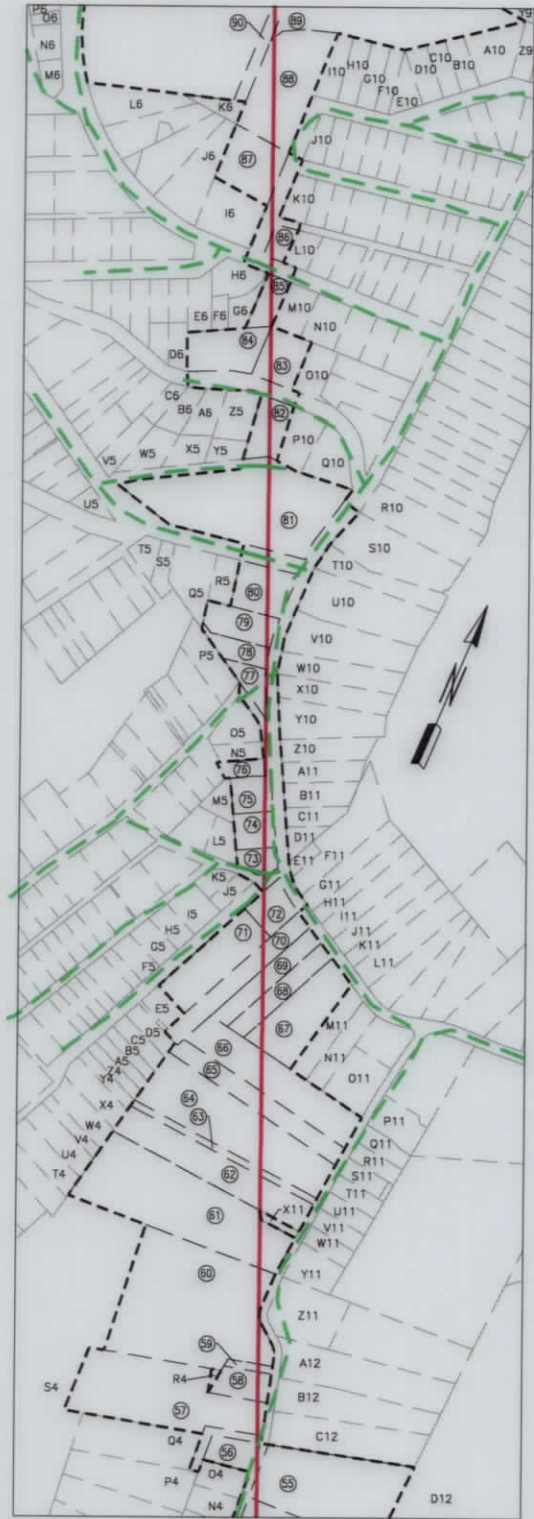 P6
O6
N6
M6
L6
K6
J6
I6
H6
G6
F6
E6
D6
C6
B6
A6
Z5
Y5
X5
W5
V5
U5
T5
S5
R5
Q5
P5
O5
N5
M5
L5
K5
J5
I5
H5
G5
F5
E5
D5
C5
B5
A5
Z4
Y4
X4
W4
V4
U4
T4
S4
R4
Q4
P4
O4
N4
90
89
88
87
86
85
84
83
82
81
80
79
78
77
76
75
74
73
72
71
70
69
68
67
66
65
64
63
62
61
60
59
58
57
56
55
N
Y9
Z9
A10
B10
C10
D10
E10
F10
G10
H10
I10
J10
K10
L10
M10
N10
O10
P10
Q10
R10
S10
T10
U10
V10
W10
X10
Y10
Z10
A11
B11
C11
D11
E11
F11
G11
H11
I11
J11
K11
L11
M11
N11
O11
P11
Q11
R11
S11
T11
U11
V11
W11
X11
Y11
Z11
A12
B12
C12
D12